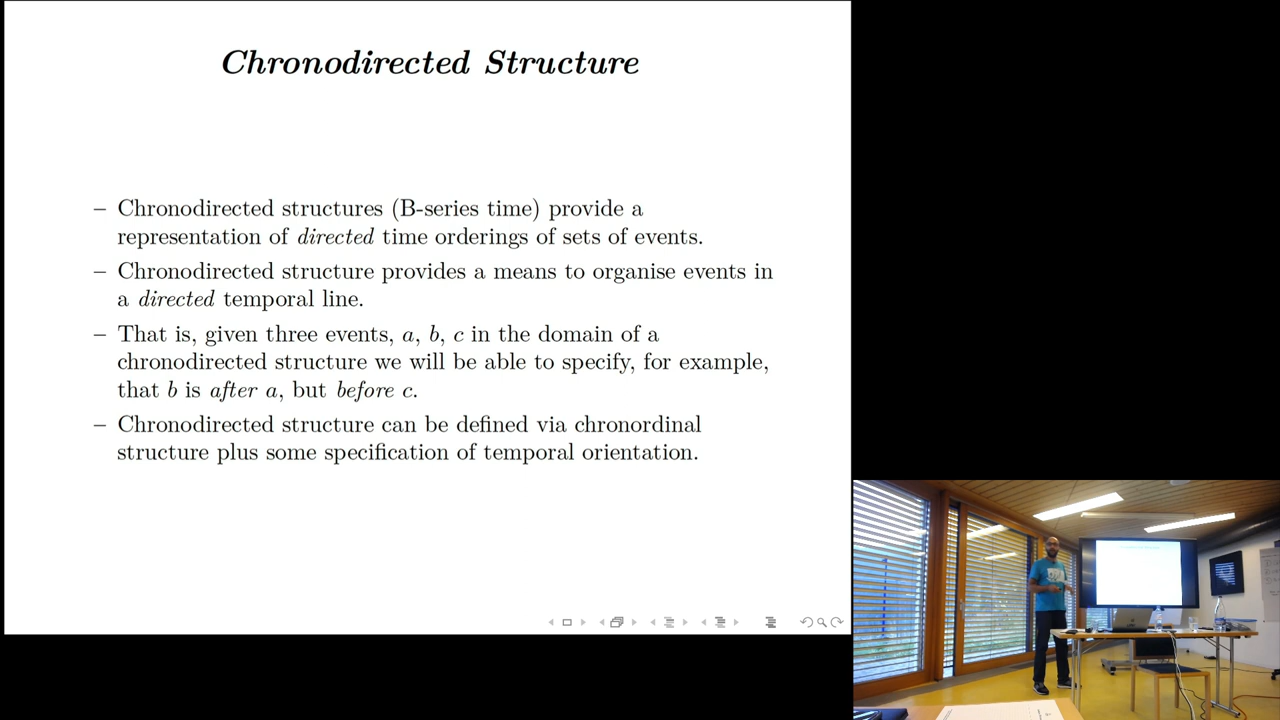 Chronodirected Structure
– Chronodirected structures (B-series time) provide a
representation of directed time orderings of sets of events.
– Chronodirected structure provides a means to organise events in
a directed temporal line.
– That is, given three events, a, b, c in the domain of a
chronodirected structure we will be able to specify, for example,
that b is after a, but before c.
– Chronodirected structure can be defined via chronordinal
structure plus some specification of temporal orientation.